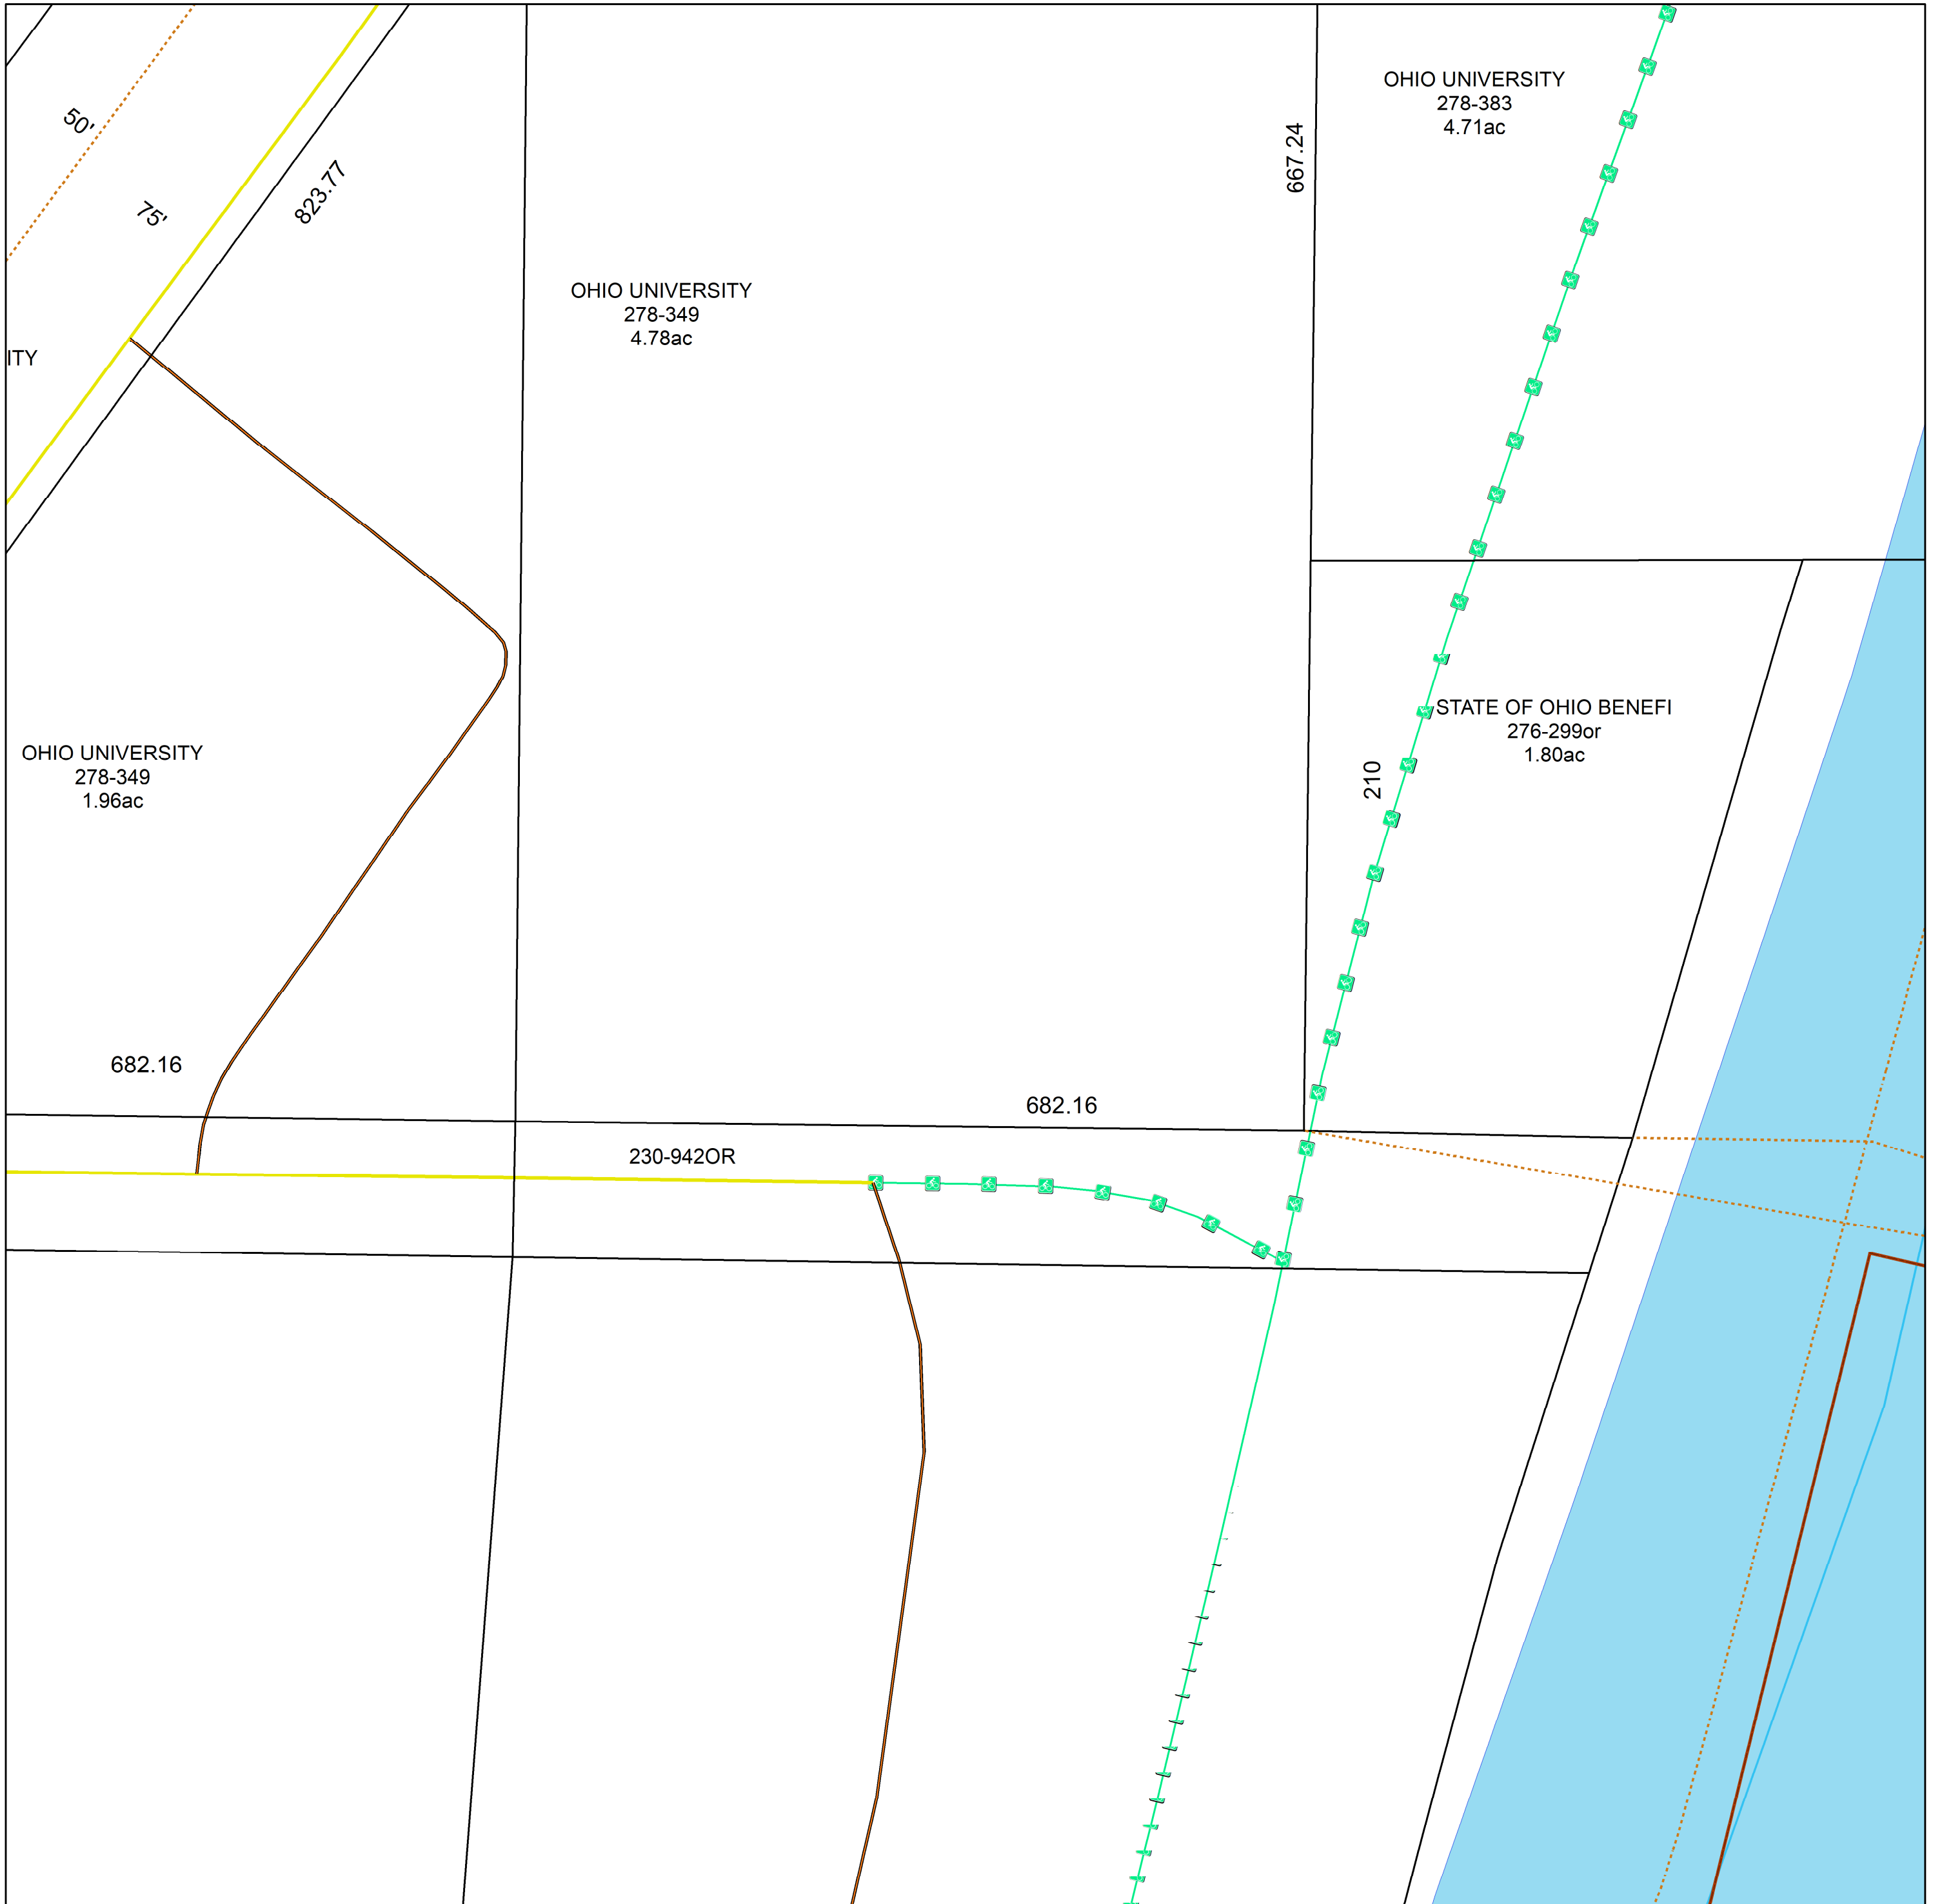 OHIO UNIVERSITY
278-383
4.71ac
50'
667.24
823.77
75'
OHIO UNIVERSITY
278-349
4.78ac
ITY
STATE OF OHIO BENEFI
276-299or
1.80ac
OHIO UNIVERSITY
278-349
1.96ac
210
682.16
682.16
230-942OR